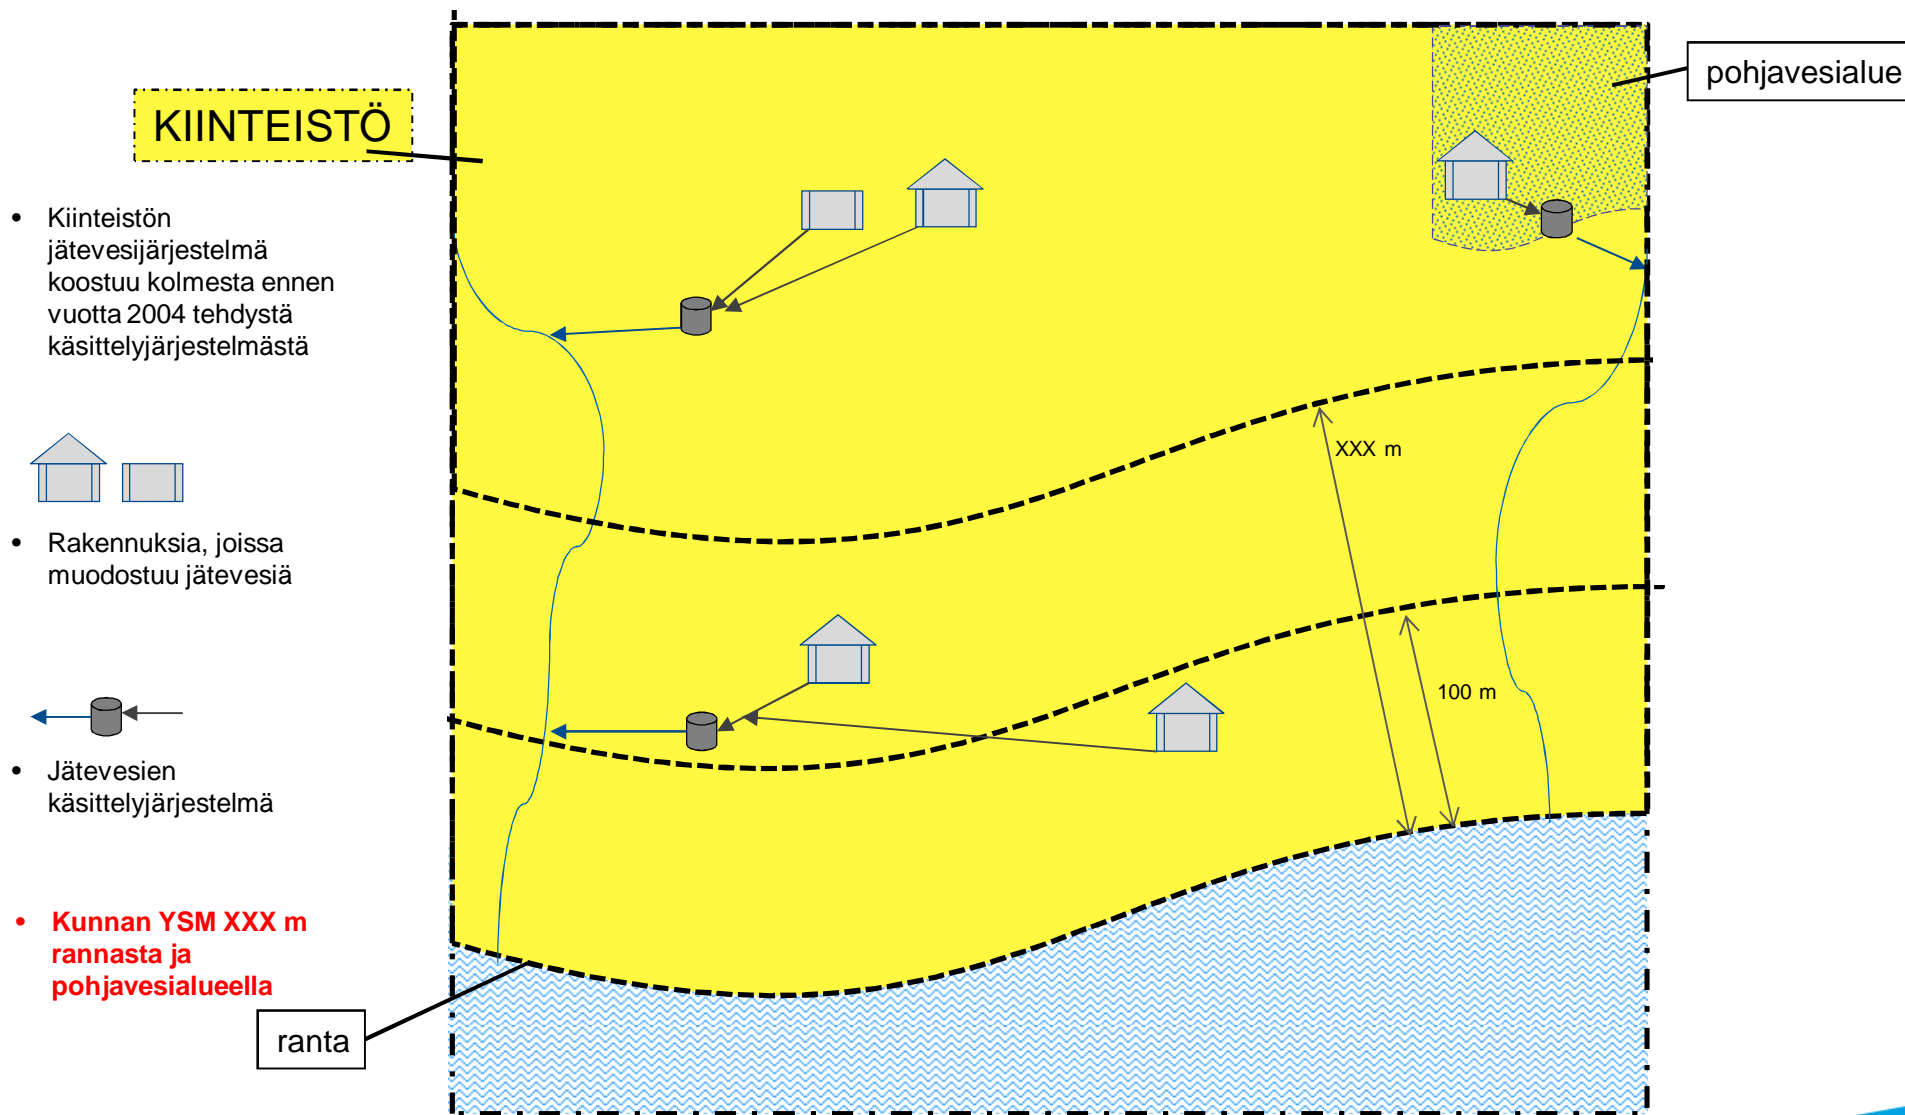 KIINTEISTÖ
pohjavesialue
• Kiinteistön
jätevesijärjestelmä
koostuu kolmesta ennen
vuotta 2004 tehdystä
käsittelyjärjestelmästä
• Rakennuksia, joissa
muodostuu jätevesiä
• Jätevesien
käsittelyjärjestelmä
• Kunnan YSM XXX m
rannasta ja
pohjavesialueella
ranta
XXX m
100 m